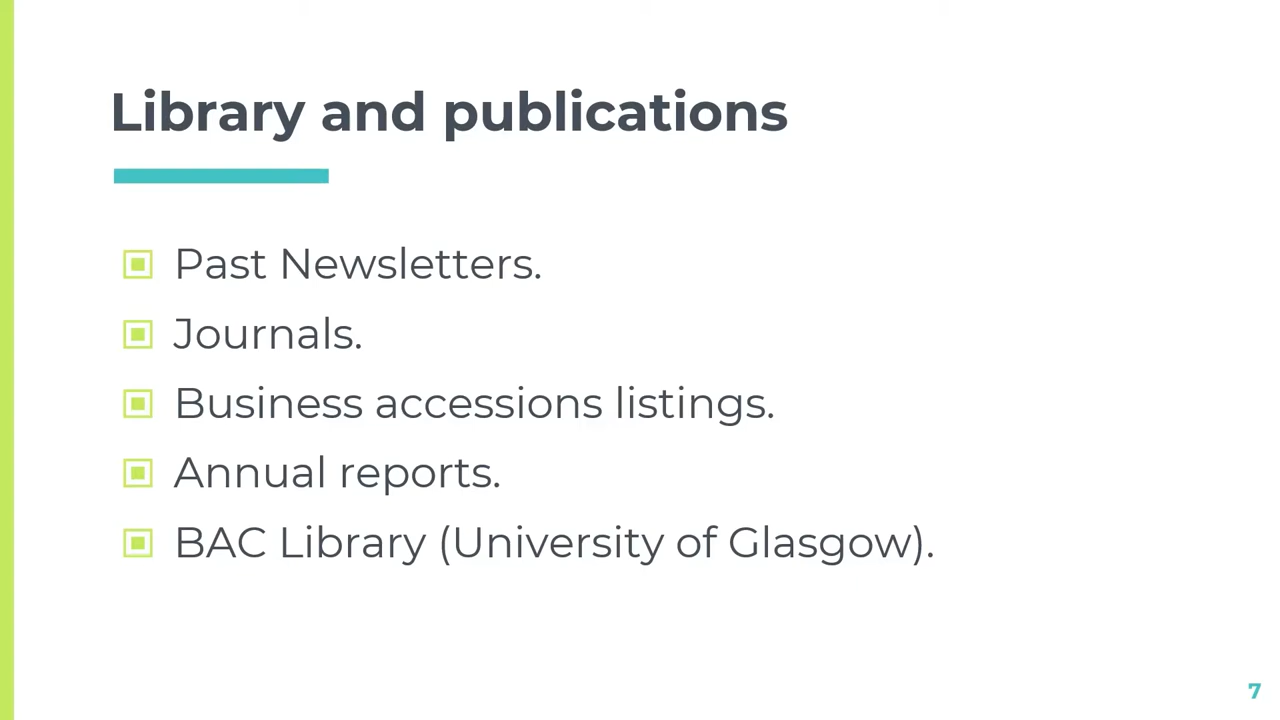 Library and publications
Past Newsletters.
Journals.
Business accessions listings.
Annual reports.
BAC Library (University of Glasgow).
7